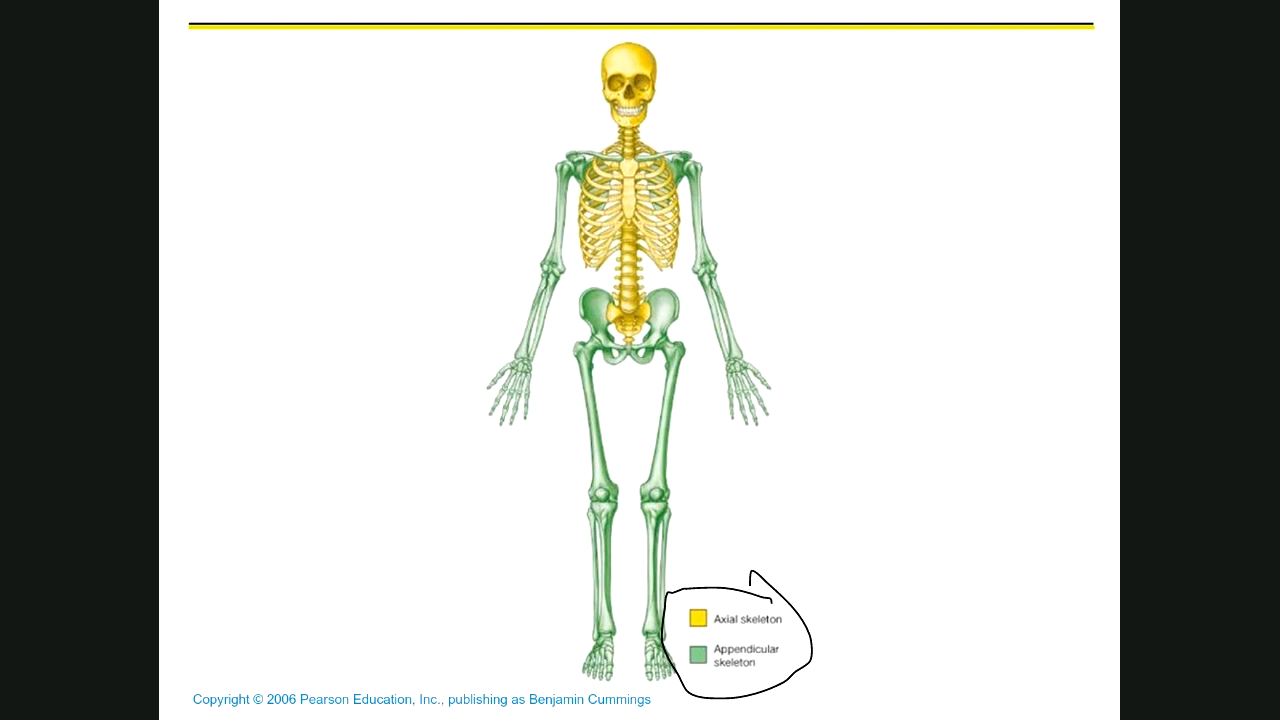 Axial skeleton
Appendicular
skeleton
Copyright © 2006 Pearson Education, Inc., publishing as Benjamin Cummings